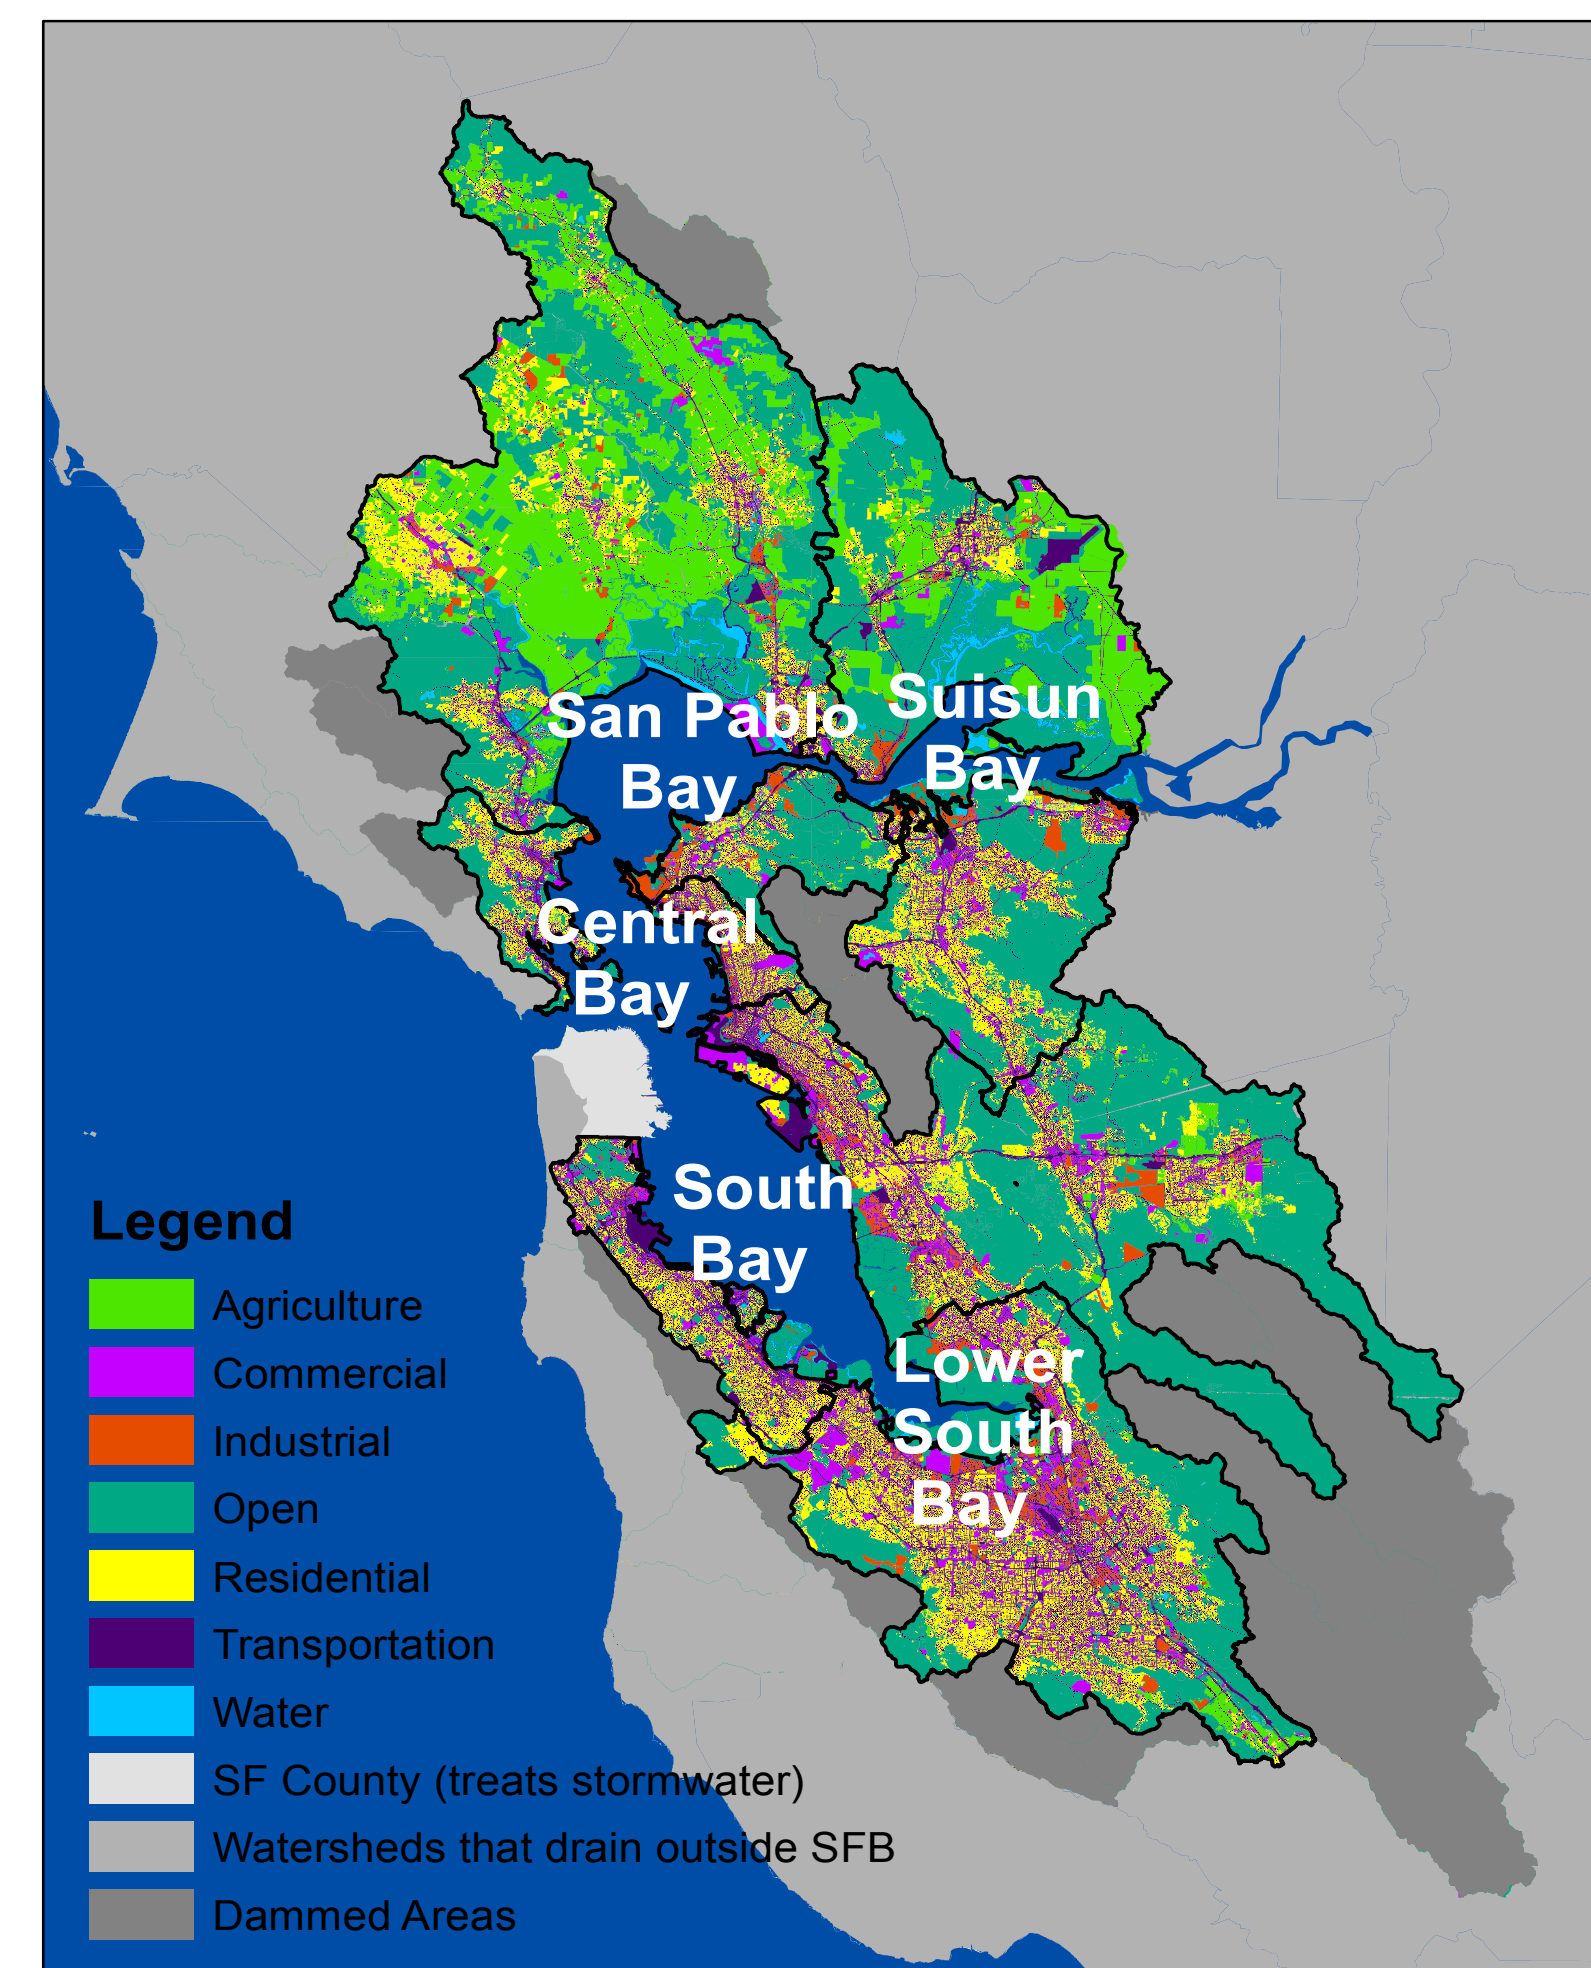 San Pablo
Bay
Suisun
Bay
Central
Bay
South
Bay
Lower
South
Bay
Legend
Agriculture
Commercial
Industrial
Open
Residential
Transportation
Water
SF County (treats stormwater)
Watersheds that drain outside SFB
Dammed Areas